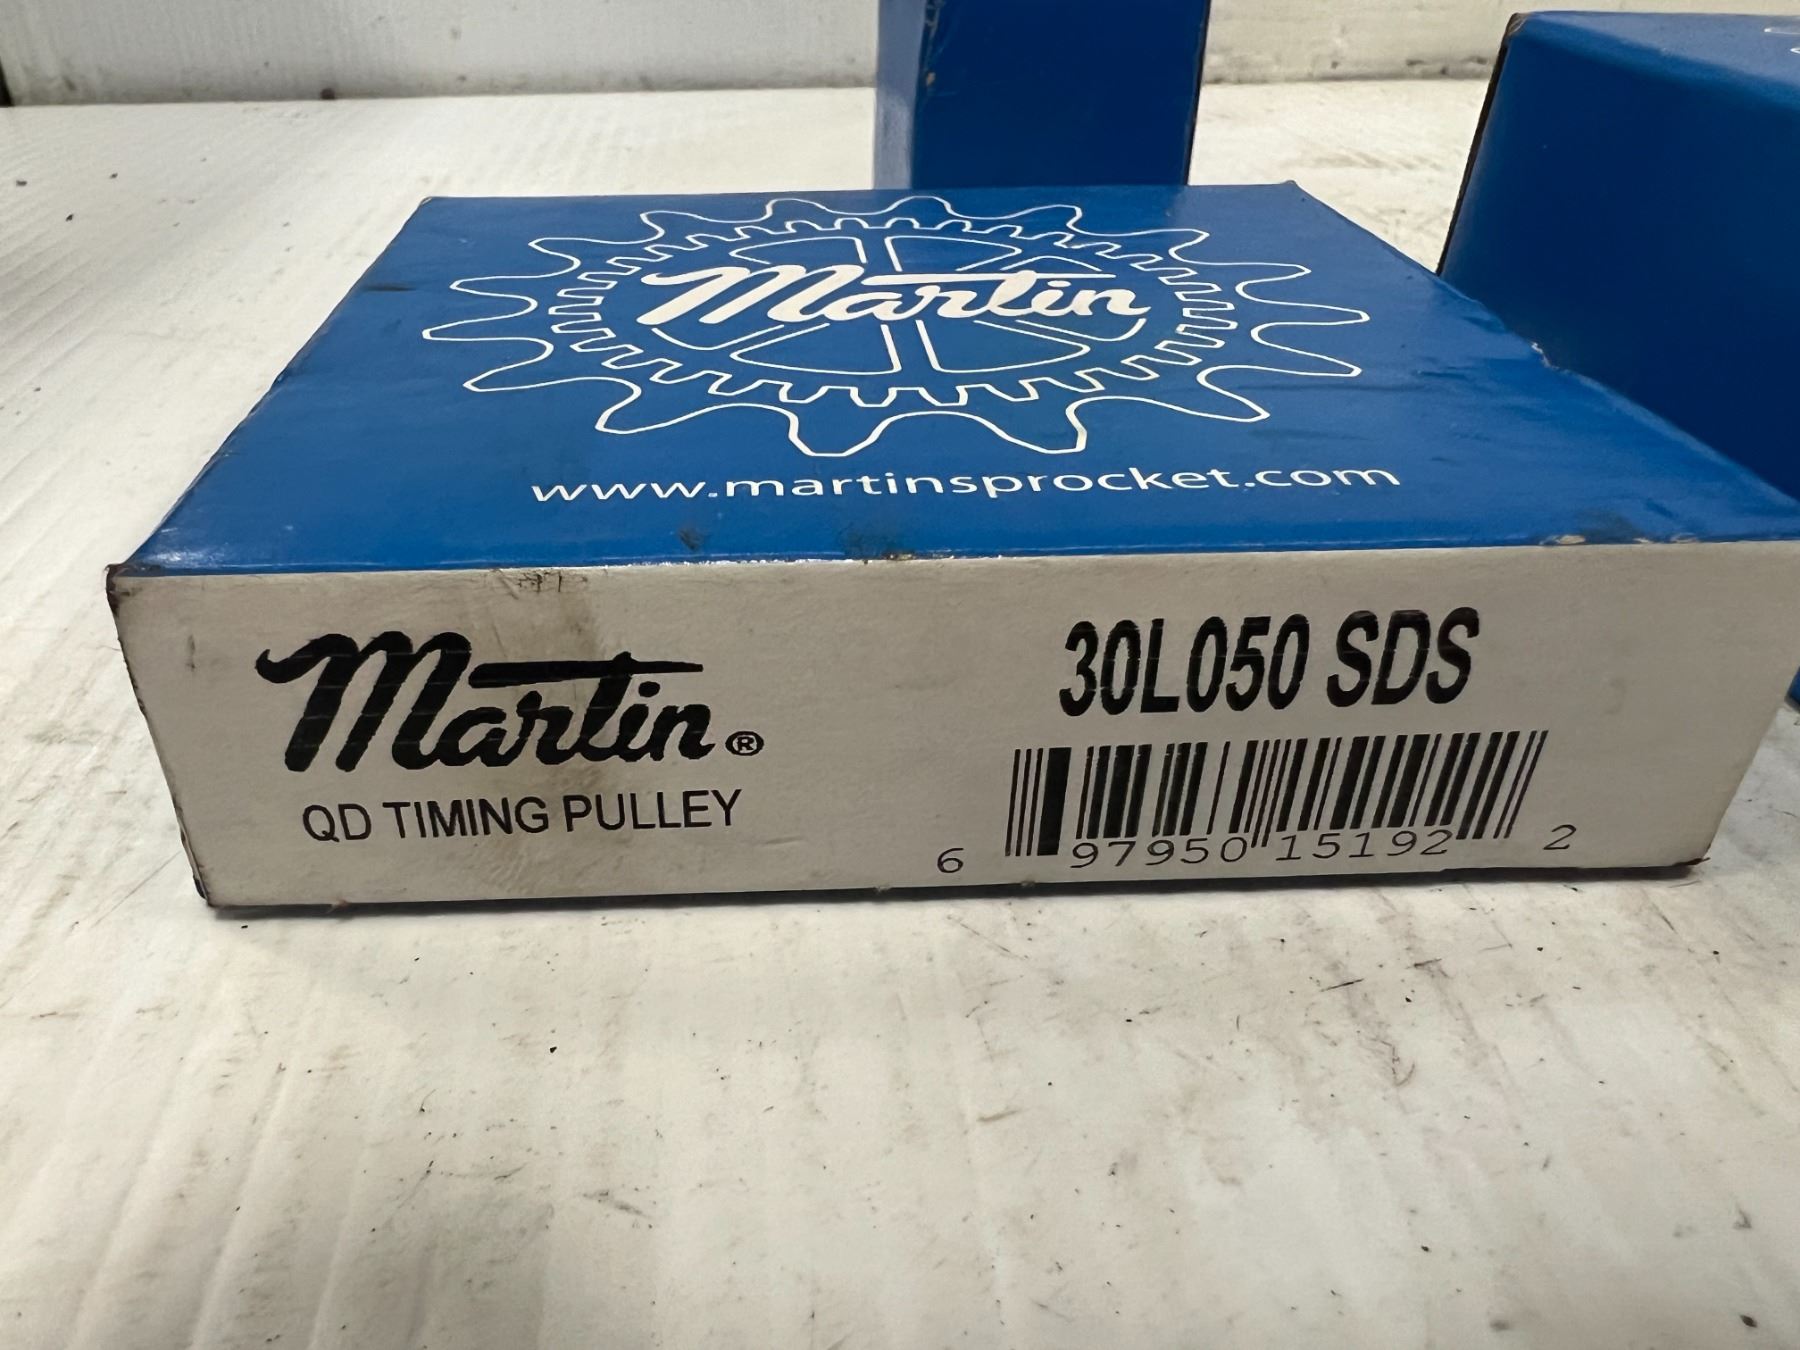 Martin
www.martinsprocket.com
Martin®
QD TIMING PULLEY
30L050 SDS
6 97950 15192 2